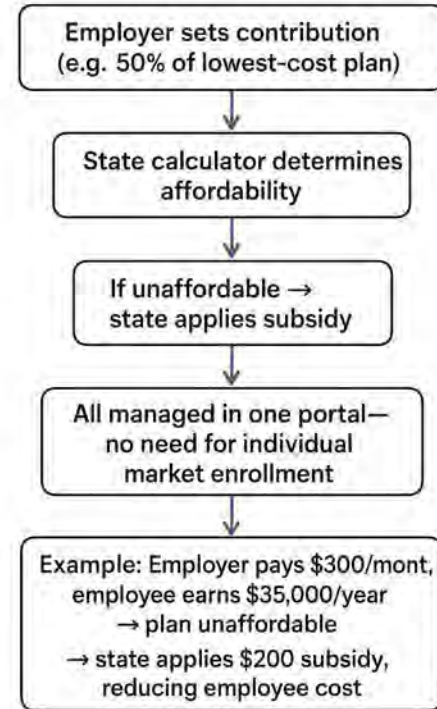 Employer sets contribution
(e.g. 50% of lowest-cost plan)
State calculator determines
affordability
If unaffordable →
state applies subsidy
All managed in one portal—
no need for individual
market enrollment
Example: Employer pays $300/mont,
employee earns $35,000/year
→ plan unaffordable
→ state applies $200 subsidy,
reducing employee cost